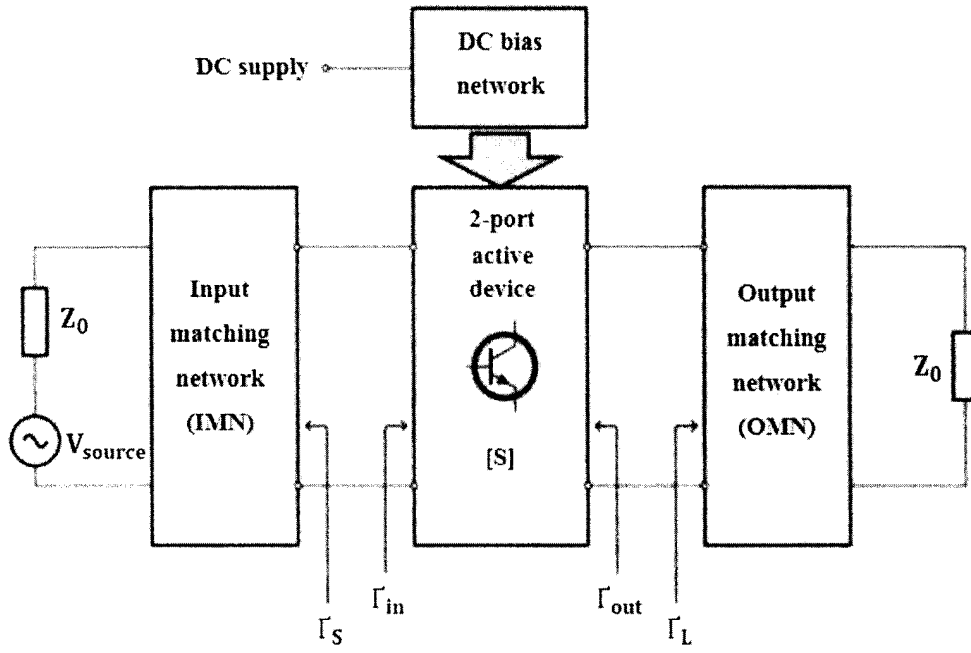 DC bias
network
DC supply
2-port
active
device
[S]
Input
matching
network
(IMN)
Output
matching
network
(OMN)
Z0
Vsource
Z0
ΓS
Γin
Γout
ΓL